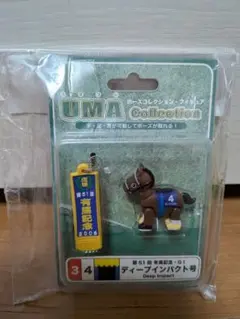 UMA Collection
ホースコレクション・フィギュア
第51回
有馬記念
2006
4
第51回 有馬記念・GI
3 4 ディープインパクト号
Deep Impact